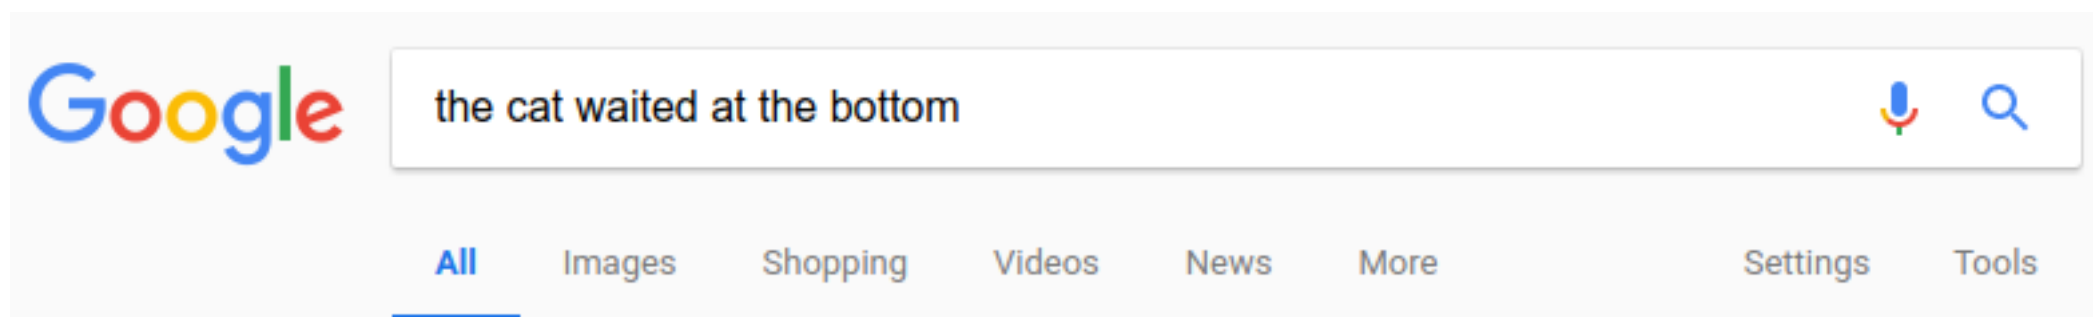 Google the cat waited at the bottom
All Images Shopping Videos News More Settings Tools